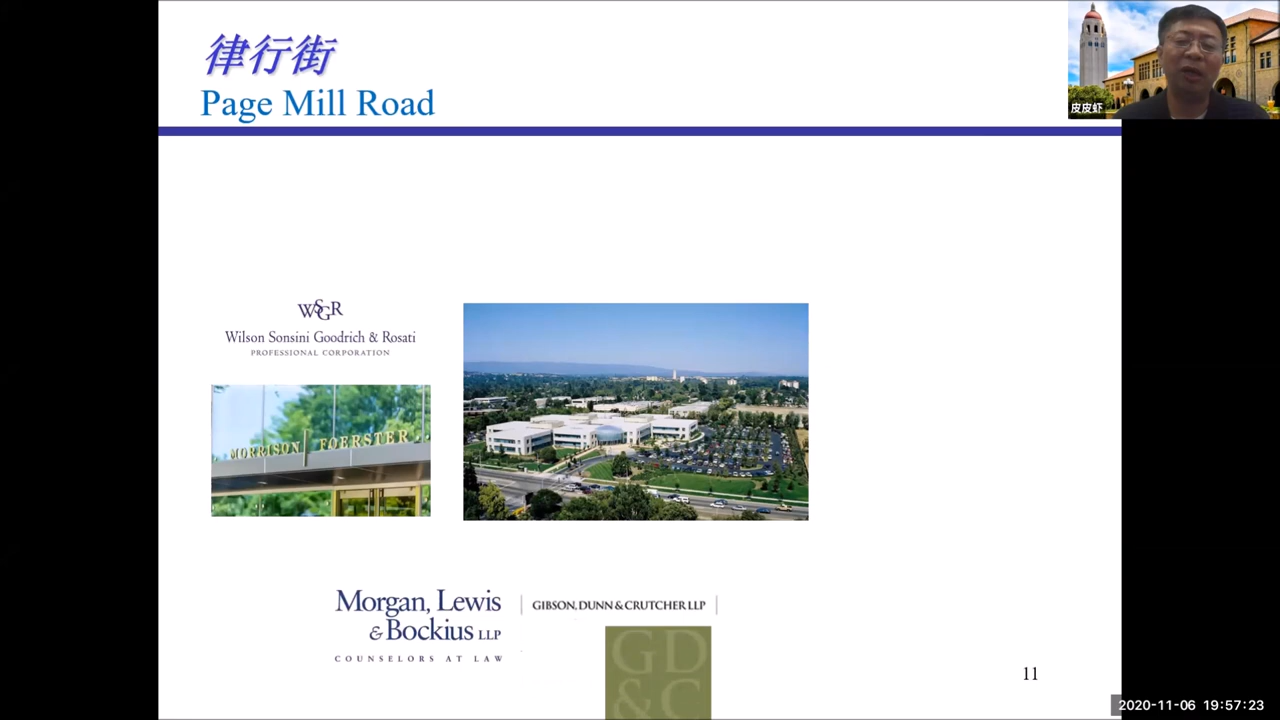 律行街
Page Mill Road
皮皮虾
WSGR
Wilson Sonsini Goodrich & Rosati
PROFESSIONAL CORPORATION
MORRISON FOERSTER
Morgan, Lewis
& Bockius LLP
COUNSELORS AT LAW
GIBSON, DUNN & CRUTCHER LLP
GD
&C
11
2020-11-06 19:57:23